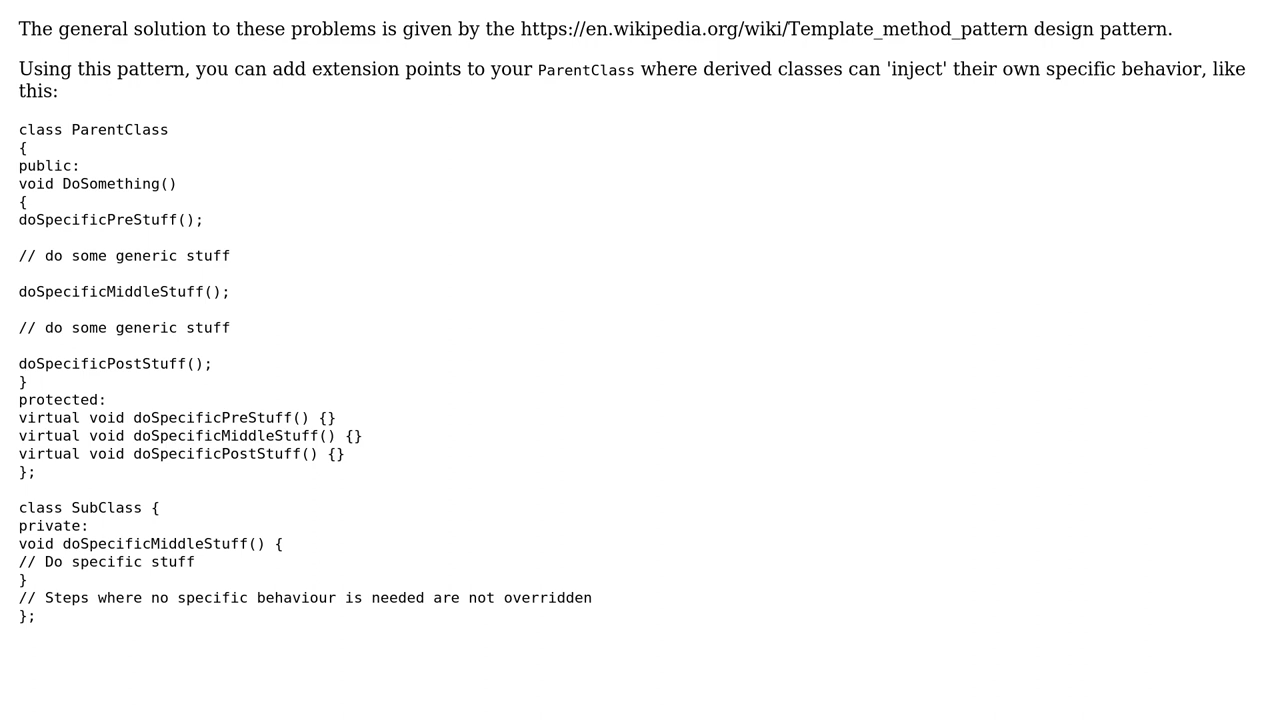 The general solution to these problems is given by the https://en.wikipedia.org/wiki/Template_method_pattern design pattern.
Using this pattern, you can add extension points to your ParentClass where derived classes can 'inject' their own specific behavior, like
this:
class ParentClass
{
public:
void DoSomething()
{
doSpecificPreStuff();
// do some generic stuff
doSpecificMiddleStuff();
// do some generic stuff
doSpecificPostStuff();
}
protected:
virtual void doSpecificPreStuff() {}
virtual void doSpecificMiddleStuff() {}
virtual void doSpecificPostStuff() {}
};
class SubClass {
private:
void doSpecificMiddleStuff() {
// Do specific stuff
}
// Steps where no specific behaviour is needed are not overridden
};